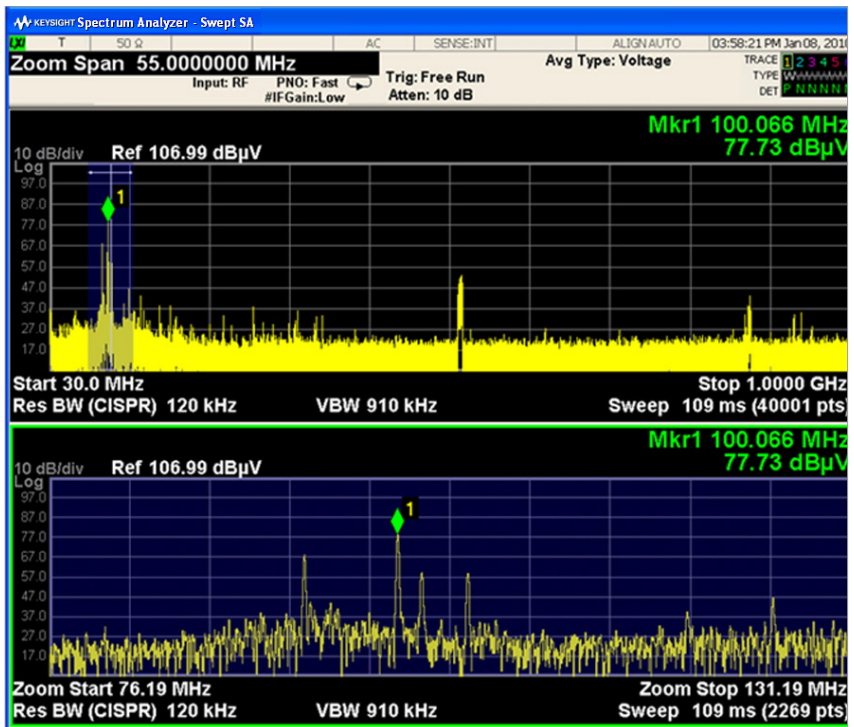 KEYSIGHT Spectrum Analyzer - Swept SA
LXI T 50 Ω AC SENSE:INT ALIGN AUTO 03:58:21 PM Jan 08,
Zoom Span 55.0000000 MHz
Input: RF PNO: Fast Trig: Free Run Avg Type: Voltage TRACE 1 2 3 4 5
#IFGain:Low Atten: 10 dB TYPE
DET P N N N N
Mkr1 100.066 MHz
10 dB/div Ref 106.99 dBµV 77.73 dBµV
Log
97.0
87.0
1
77.0
67.0
57.0
47.0
37.0
27.0
17.0
Start 30.0 MHz Stop 1.0000 GHz
Res BW (CISPR) 120 kHz VBW 910 kHz Sweep 109 ms (40001 pts)
Mkr1 100.066 MHz
10 dB/div Ref 106.99 dBµV 77.73 dBµV
Log
97.0
1
87.0
77.0
67.0
57.0
47.0
37.0
27.0
17.0
Zoom Start 76.19 MHz Zoom Stop 131.19 MHz
Res BW (CISPR) 120 kHz VBW 910 kHz Sweep 109 ms (2269 pts)